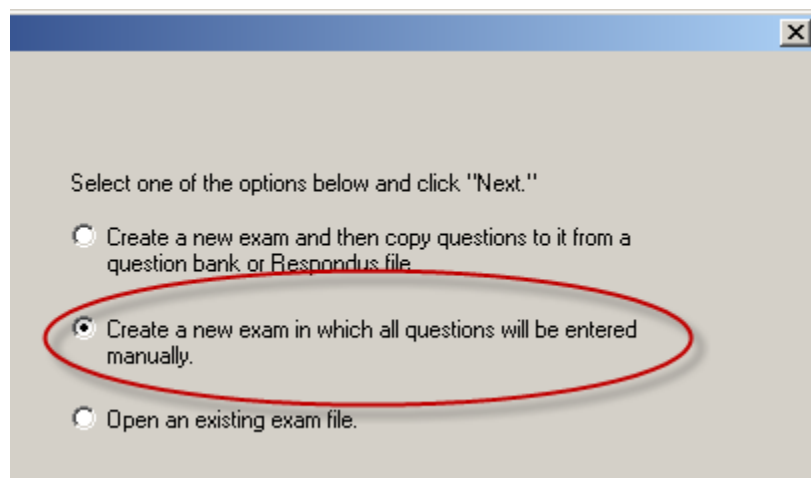 Select one of the options below and click "Next."
Create a new exam and then copy questions to it from a
question bank or Respondus file.
Create a new exam in which all questions will be entered
manually.
Open an existing exam file.